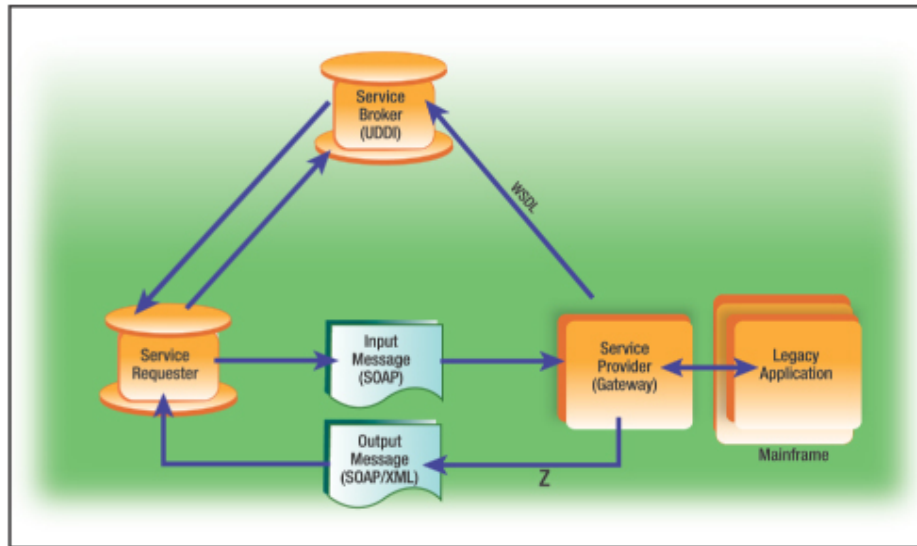 Service
Broker
(UDDI)
WSDL
Service
Requester
Input
Message
(SOAP)
Service
Provider
(Gateway)
Legacy
Application
Output
Message
(SOAP/XML)
Z
Mainframe